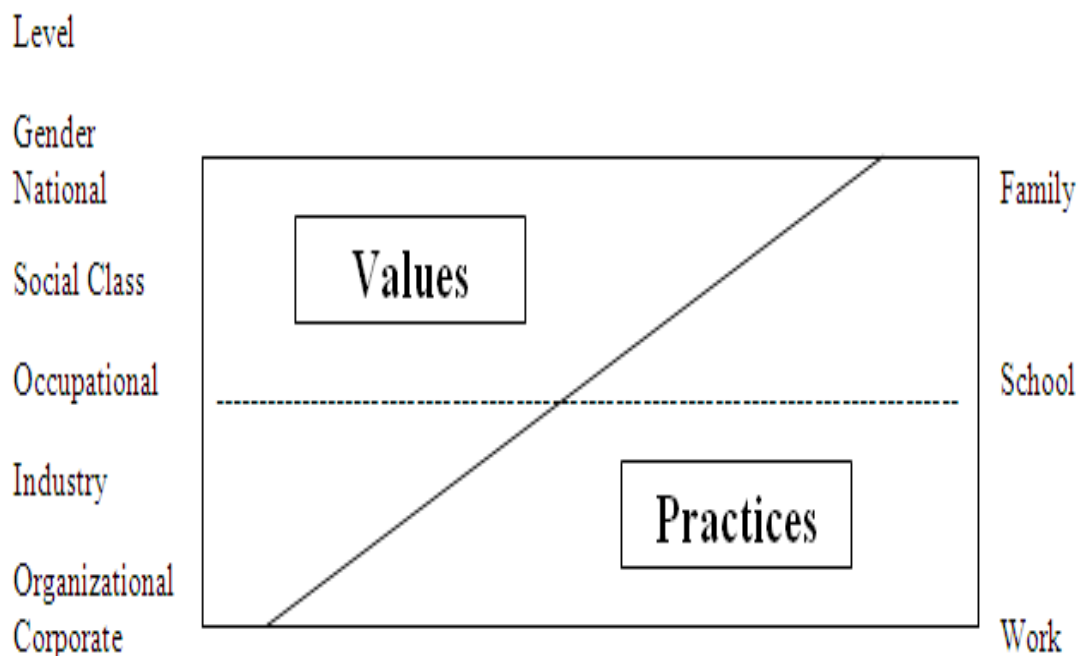 Level
Gender
National
Family
Values
Social Class
Occupational
School
Industry
Practices
Organizational
Corporate
Work